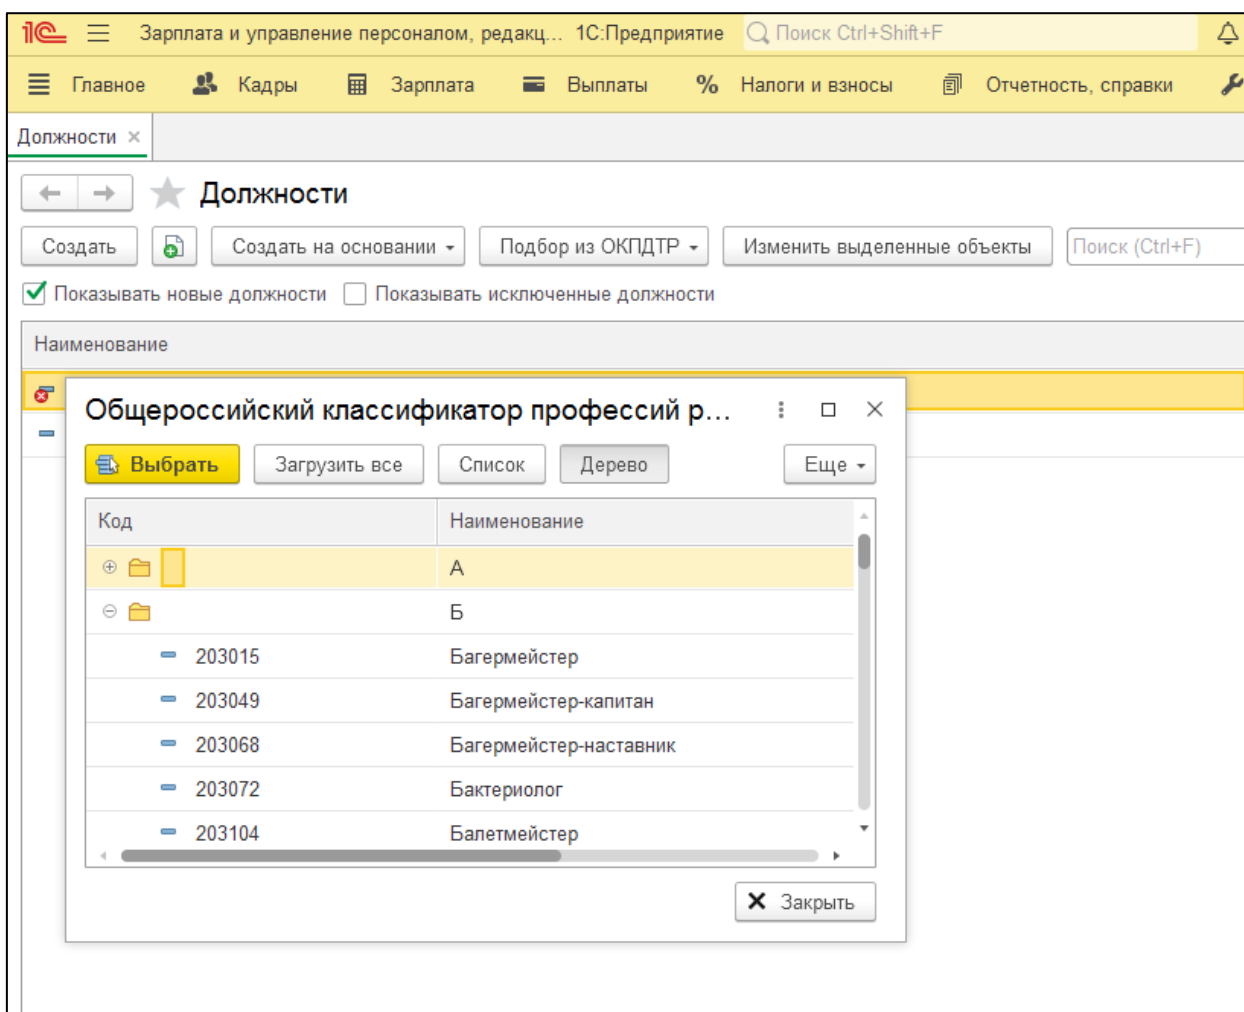 1С Зарплата и управление персоналом, редакц... 1С:Предприятие Поиск Ctrl+Shift+F
Главное Кадры Зарплата Выплаты % Налоги и взносы Отчетность, справки
Должности ×
Должности
Создать Создать на основании Подбор из ОКПДТР Изменить выделенные объекты Поиск (Ctrl+F)
Показывать новые должности Показывать исключенные должности
Наименование
Общероссийский классификатор профессий р...
Выбрать Загрузить все Список Дерево Еще
Код Наименование
А
Б
203015 Багермейстер
203049 Багермейстер-капитан
203068 Багермейстер-наставник
203072 Бактериолог
203104 Балетмейстер
Закрыть